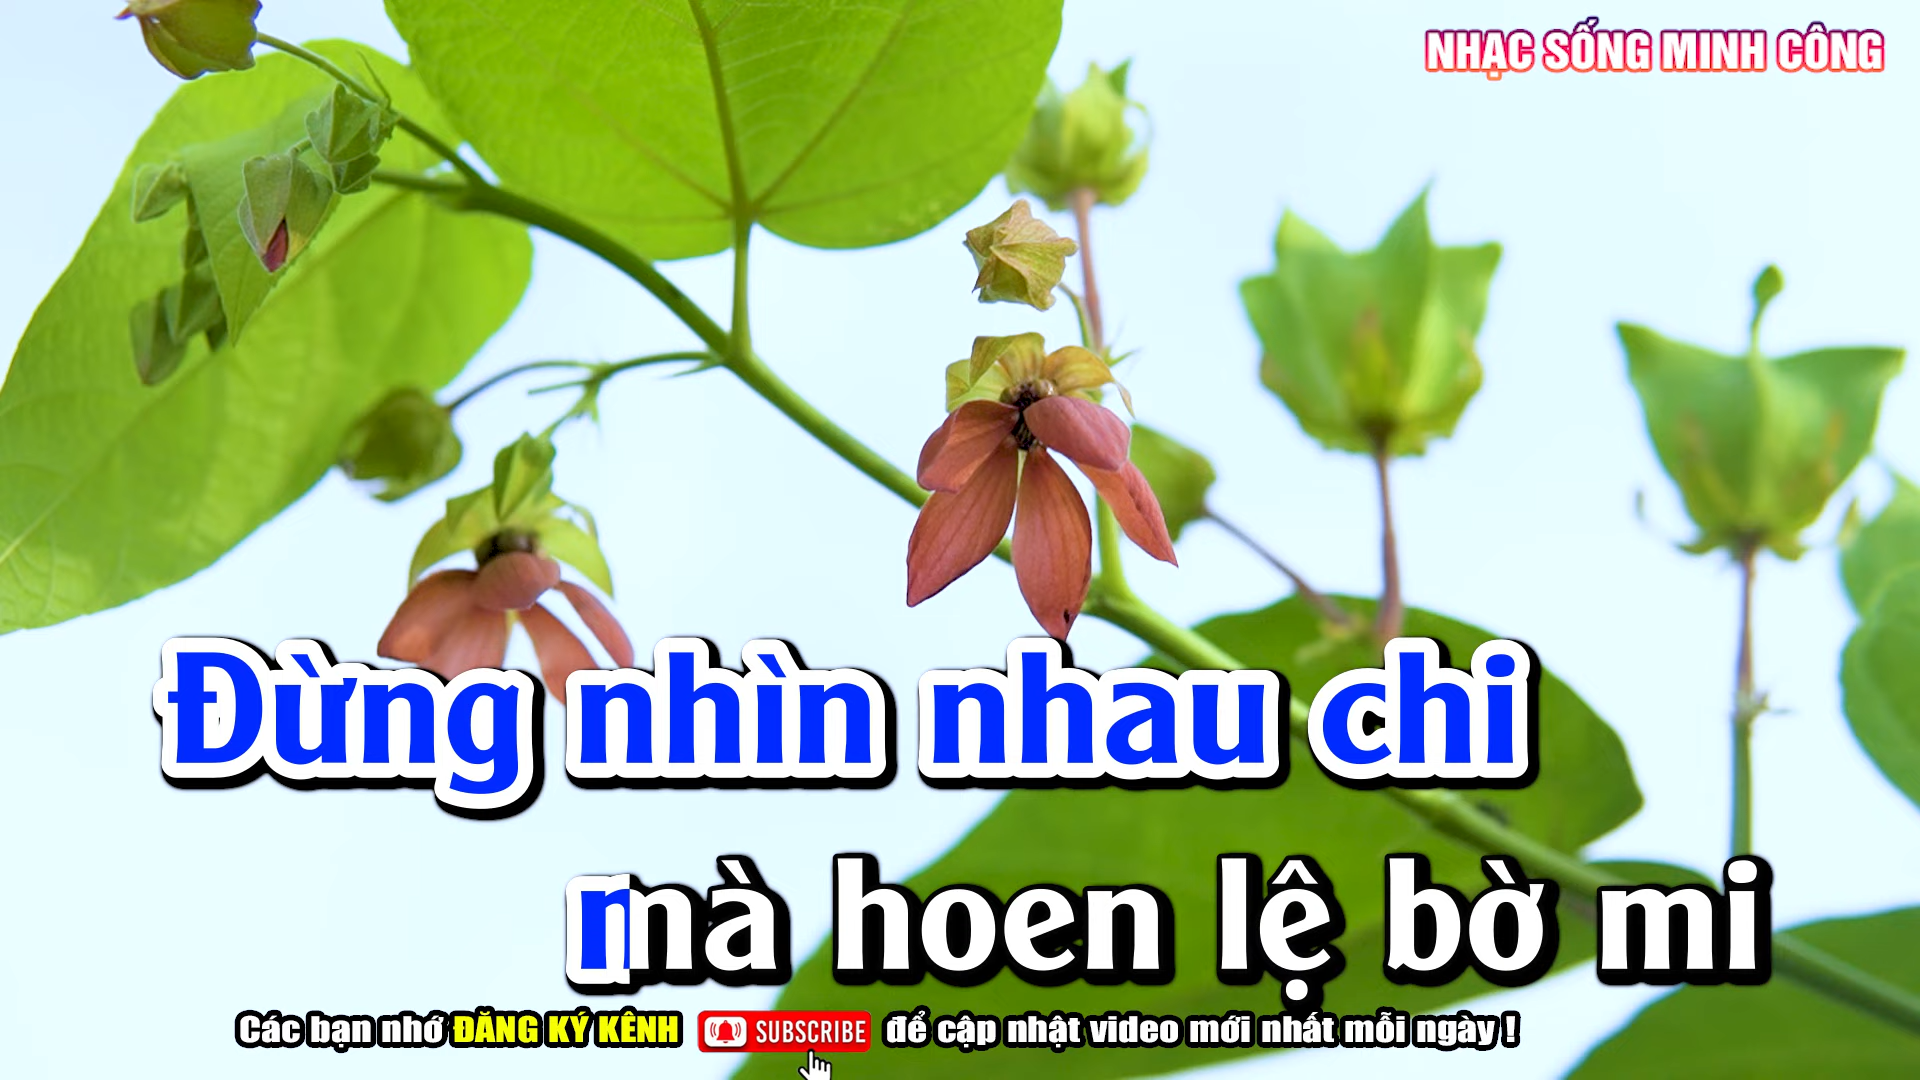 NHẠC SỐNG MINH CÔNG
Đừng nhìn nhau chi
mà hoen lệ bờ mi
Các bạn nhớ ĐĂNG KÝ KÊNH SUBSCRIBE để cập nhật video mới nhất mỗi ngày !